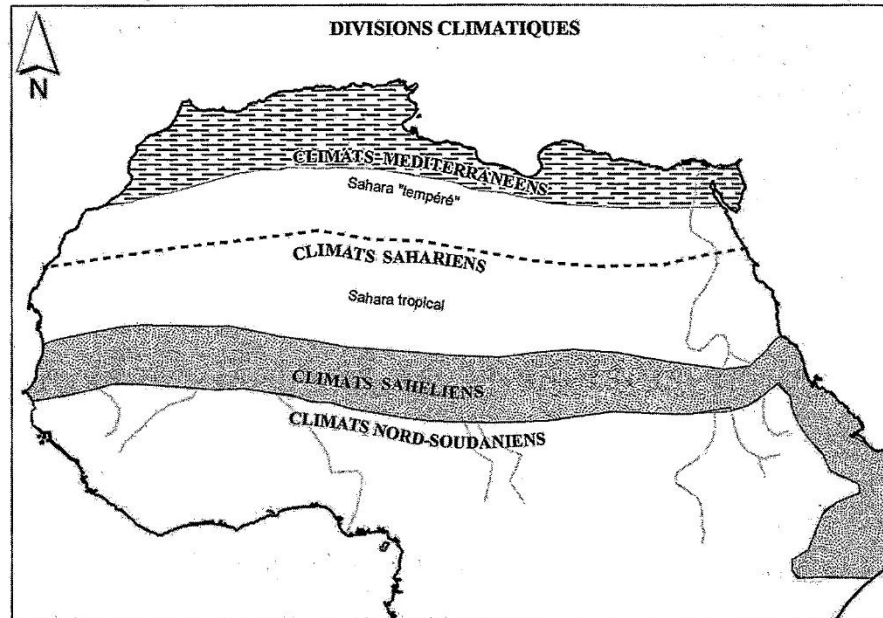 DIVISIONS CLIMATIQUES
N
CLIMATS MEDITERRANEENS
Sahara "tempéré"
CLIMATS SAHARIENS
Sahara tropical
CLIMATS SAHELIENS
CLIMATS NORD-SOUDANIENS